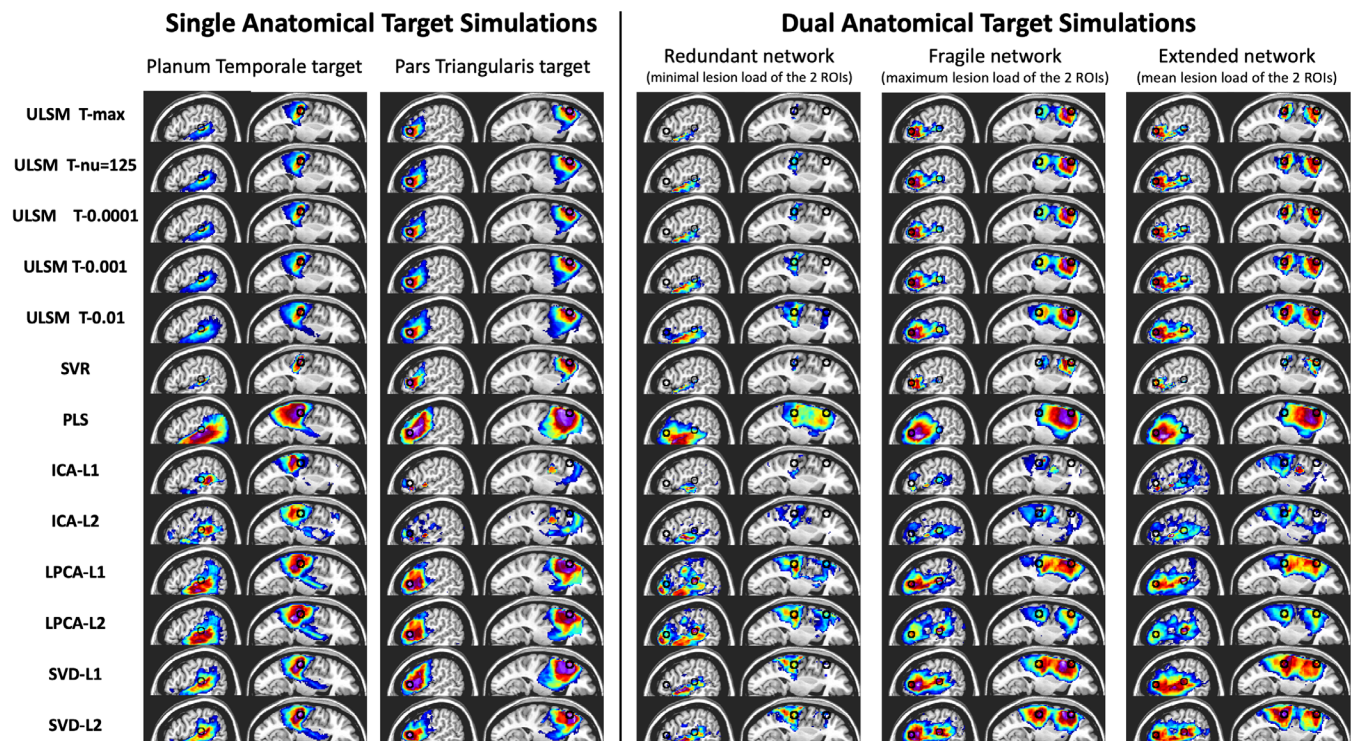 Single Anatomical Target Simulations
Dual Anatomical Target Simulations
Planum Temporale target
Pars Triangularis target
Redundant network
(minimal lesion load of the 2 ROIs)
Fragile network
(maximum lesion load of the 2 ROIs)
Extended network
(mean lesion load of the 2 ROIs)
ULSM T-max
ULSM T-nu=125
ULSM T-0.0001
ULSM T-0.001
ULSM T-0.01
SVR
PLS
ICA-L1
ICA-L2
LPCA-L1
LPCA-L2
SVD-L1
SVD-L2